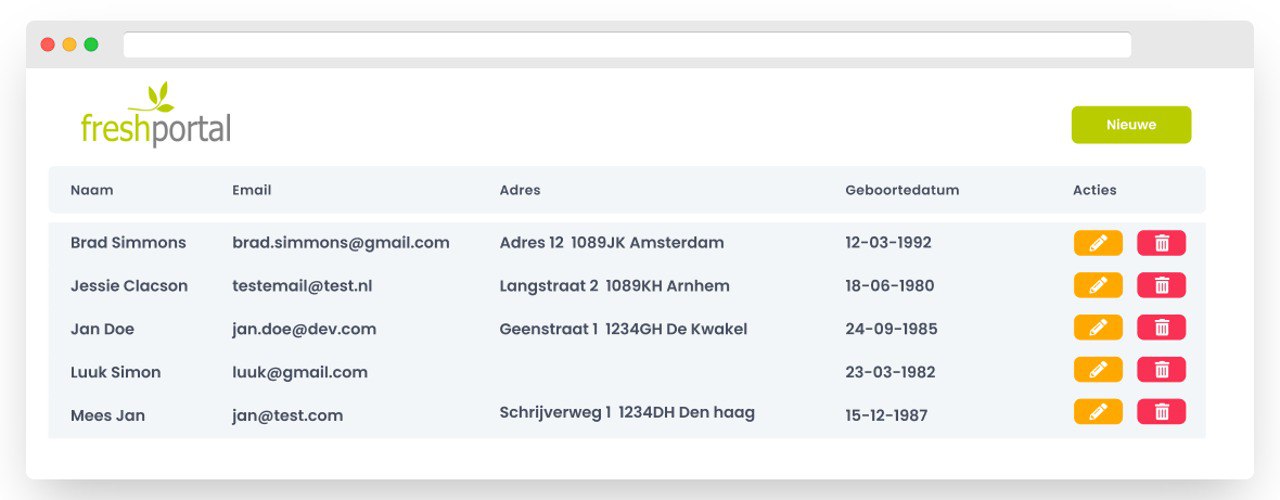 freshportal
Nieuwe
Naam Email Adres Geboortedatum Acties
Brad Simmons brad.simmons@gmail.com Adres 12 1089JK Amsterdam 12-03-1992
Jessie Clacson testemail@test.nl Langstraat 2 1089KH Arnhem 18-06-1980
Jan Doe jan.doe@dev.com Geenstraat 1 1234GH De Kwakel 24-09-1985
Luuk Simon luuk@gmail.com 23-03-1982
Mees Jan jan@test.com Schrijverweg 1 1234DH Den haag 15-12-1987